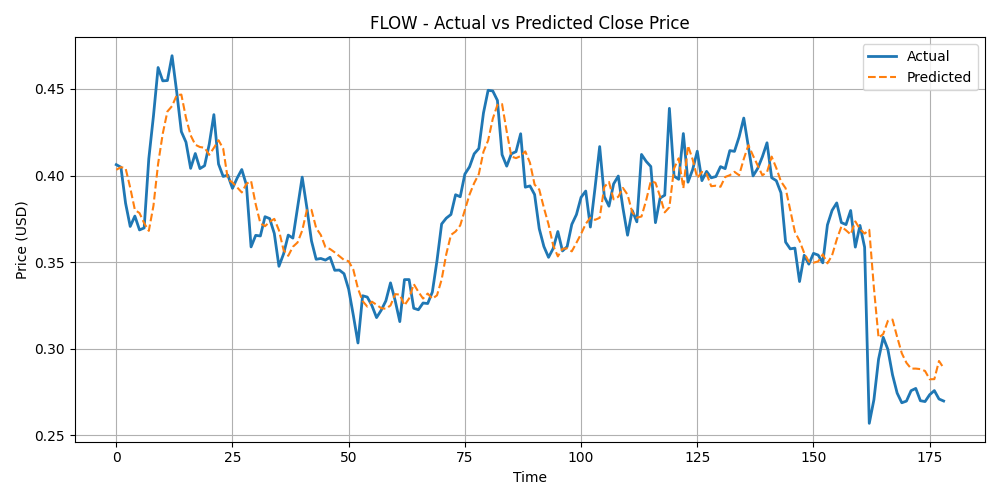 FLOW - Actual vs Predicted Close Price
Actual
Predicted
Price (USD)
0.45
0.40
0.35
0.30
0.25
0 25 50 75 100 125 150 175
Time